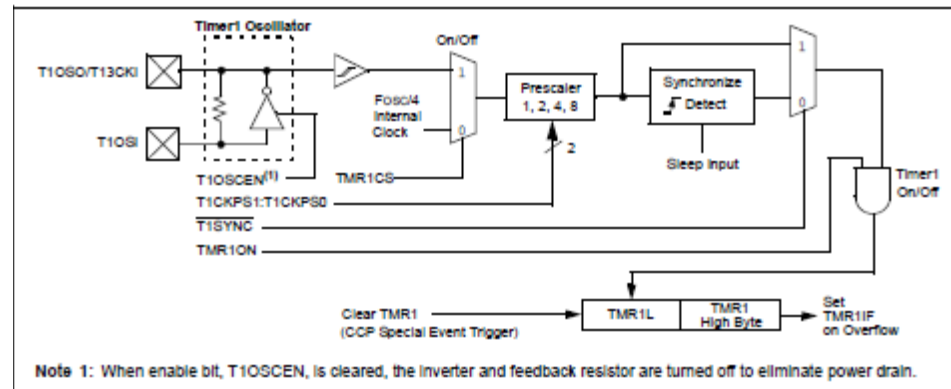 Timer1 Oscillator
On/Off
T1OSO/T13CKI
1
1
Prescaler
1, 2, 4, 8
Synchronize
Detect
FOSC/4
Internal
Clock
0
0
T1OSI
2
Sleep Input
T1OSCEN(1)
TMR1CS
Timer1
On/Off
T1CKPS1:T1CKPS0
T1SYNC
TMR1ON
Clear TMR1
(CCP Special Event Trigger)
TMR1L
TMR1
High Byte
Set
TMR1IF
on Overflow
Note 1: When enable bit, T1OSCEN, is cleared, the inverter and feedback resistor are turned off to eliminate power drain.